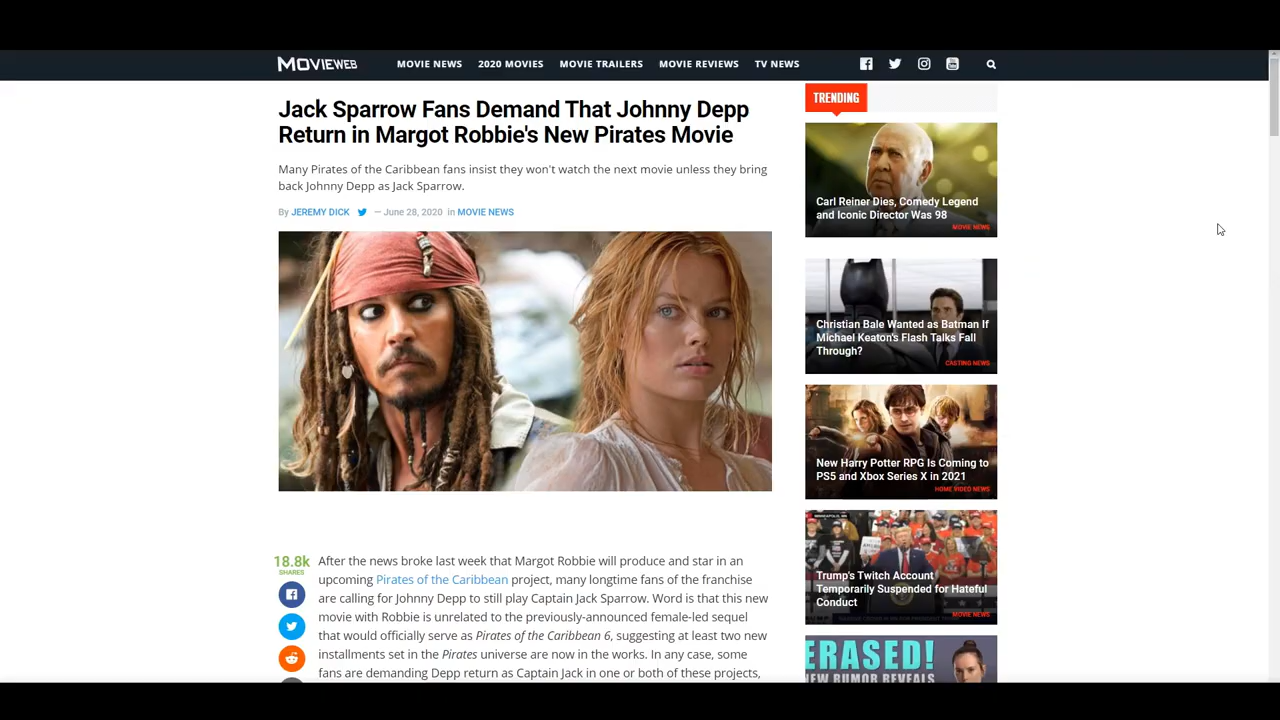 MOVIEWEB
MOVIE NEWS
2020 MOVIES
MOVIE TRAILERS
MOVIE REVIEWS
TV NEWS
Jack Sparrow Fans Demand That Johnny Depp
Return in Margot Robbie's New Pirates Movie
Many Pirates of the Caribbean fans insist they won't watch the next movie unless they bring
back Johnny Depp as Jack Sparrow.
By JEREMY DICK — June 28, 2020 in MOVIE NEWS
18.8k
SHARES
After the news broke last week that Margot Robbie will produce and star in an
upcoming Pirates of the Caribbean project, many longtime fans of the franchise
are calling for Johnny Depp to still play Captain Jack Sparrow. Word is that this new
movie with Robbie is unrelated to the previously-announced female-led sequel
that would officially serve as Pirates of the Caribbean 6, suggesting at least two new
installments set in the Pirates universe are now in the works. In any case, some
fans are demanding Depp return as Captain Jack in one or both of these projects,
TRENDING
Carl Reiner Dies, Comedy Legend
and Iconic Director Was 98
MOVIE NEWS
Christian Bale Wanted as Batman If
Michael Keaton's Flash Talks Fall
Through?
CASTING NEWS
New Harry Potter RPG Is Coming to
PS5 and Xbox Series X in 2021
HOME VIDEO NEWS
Trump's Twitch Account
Temporarily Suspended for Hateful
Conduct
MOVIE NEWS
ERASED!
NEW RUMOR REVEALS